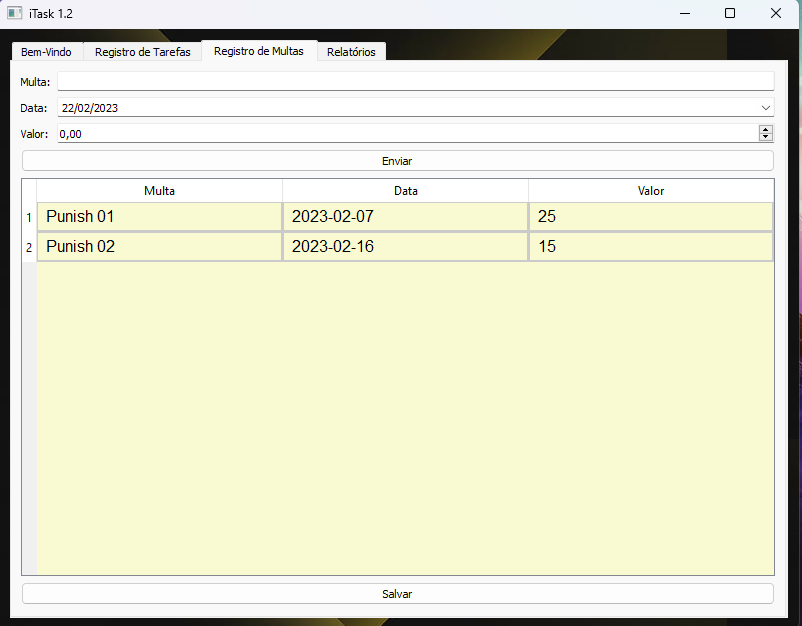 iTask 1.2
Bem-Vindo Registro de Tarefas Registro de Multas Relatórios
Multa:
Data: 22/02/2023
Valor: 0,00
Enviar
Multa Data Valor
1 Punish 01 2023-02-07 25
2 Punish 02 2023-02-16 15
Salvar